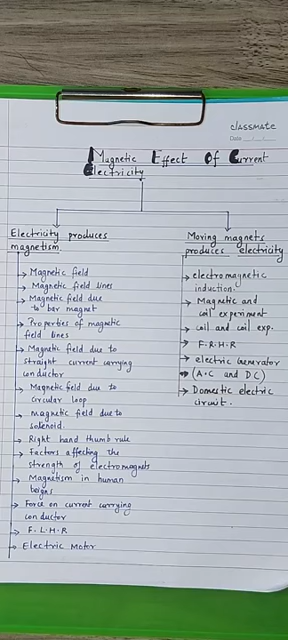 classmate
Date
Magnetic Effect Of Current
Electricity
Electricity produces
magnetism
→ Magnetic field
→ Magnetic field lines
→ Magnetic field due
to bar magnet
→ Properties of magnetic
field lines
→ Magnetic field due to
straight current carrying
conductor
→ Magnetic field due to
circular loop
→ magnetic field due to
solenoid.
→ Right hand thumb rule
→ Factors affecting the
strength of electromagnets
→ Magnetism in human
beigns
→ Force on current carrying
conductor
→ F.L.H.R
→ Electric Motor
Moving magnets
produces electricity
→ electromagnetic
induction.
→ Magnetic and
coil experiment
→ coil and coil exp.
→ F.R.H.R
→ electric Generator
→ (A.C and D C)
→ Domestic electric
circuit.